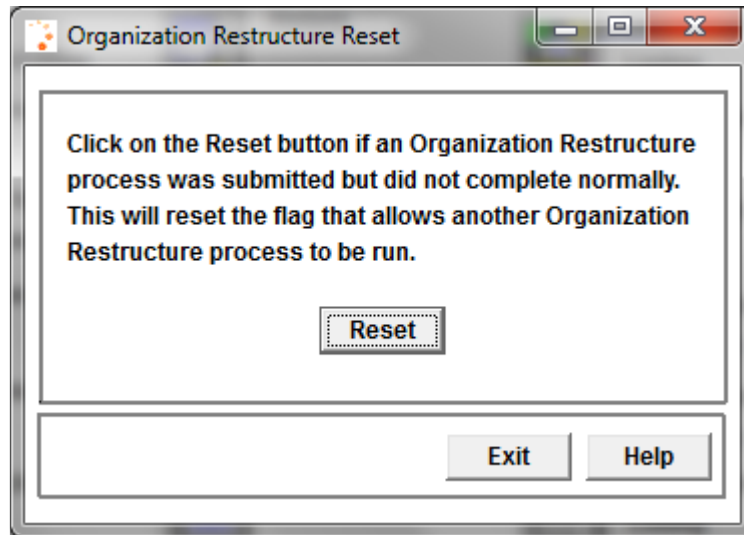 Organization Restructure Reset
Click on the Reset button if an Organization Restructure
process was submitted but did not complete normally.
This will reset the flag that allows another Organization
Restructure process to be run.
Reset
Exit Help